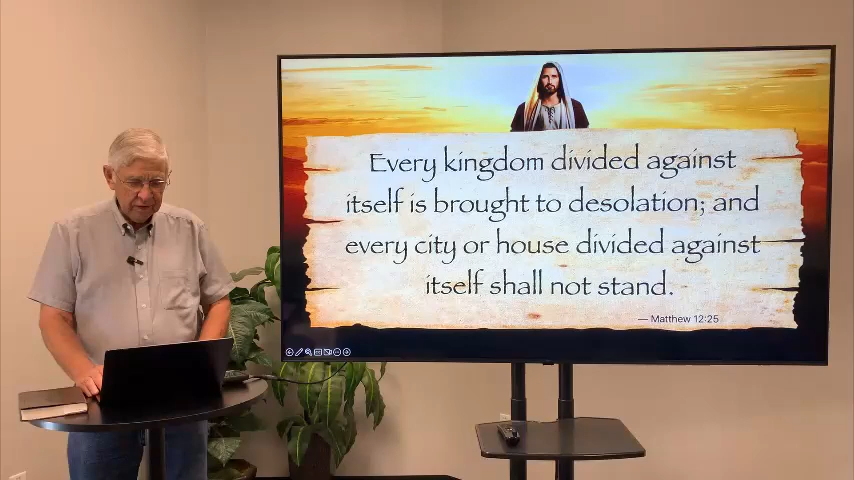 Every kingdom divided against
itself is brought to desolation; and
every city or house divided against
itself shall not stand.
— Matthew 12:25